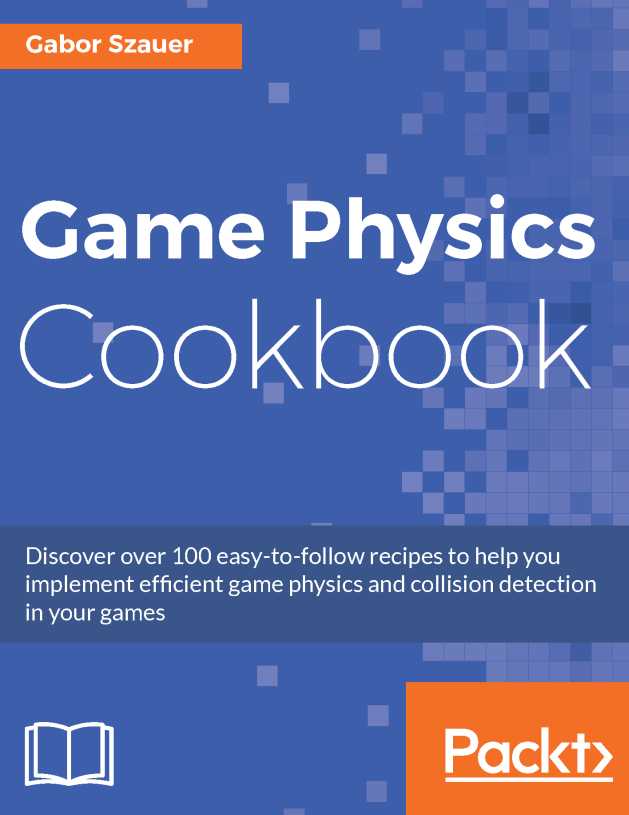 Gabor Szauer
Game Physics
Cookbook
Discover over 100 easy-to-follow recipes to help you
implement efficient game physics and collision detection
in your games
Packt>